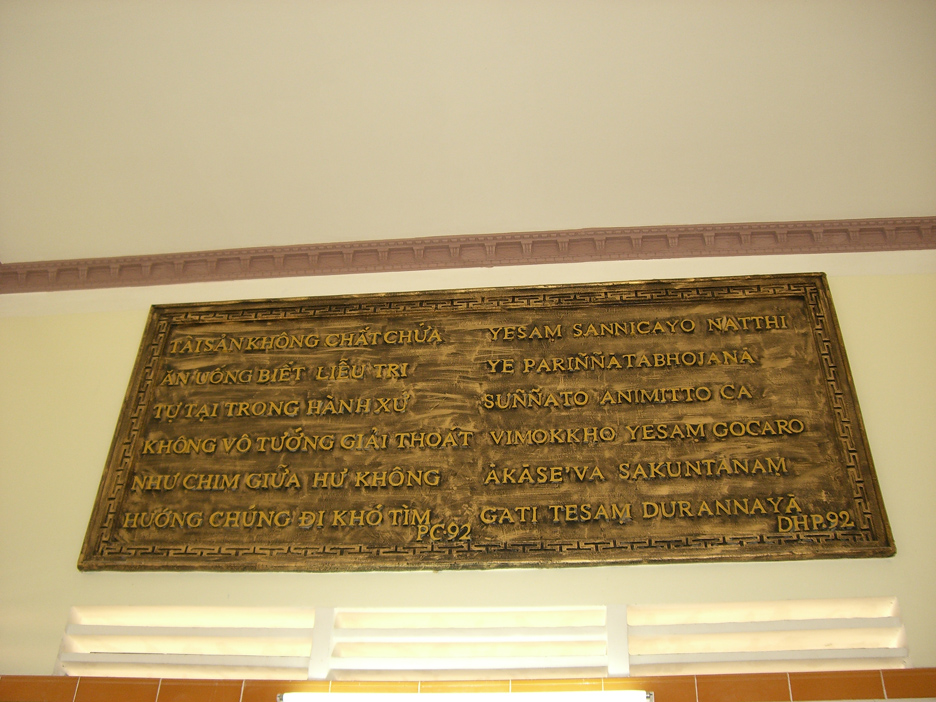 TÀI SẢN KHÔNG CHẤT CHỨA
ĂN UỐNG BIẾT LIỄU TRI
TỰ TẠI TRONG HÀNH XỨ
KHÔNG VÔ TƯỚNG GIẢI THOÁT
NHƯ CHIM GIỮA HƯ KHÔNG
HƯỚNG CHÚNG ĐI KHÓ TÌM
PC 92
YESAṂ SANNICAYO NATTHI
YE PARIÑÑATABHOJANĀ
SUÑÑATO ANIMITTO CA
VIMOKKHO YESAṂ GOCARO
ĀKĀSE'VA SAKUNTĀNAṂ
GATI TESAṂ DURANNAYĀ
DHP.92